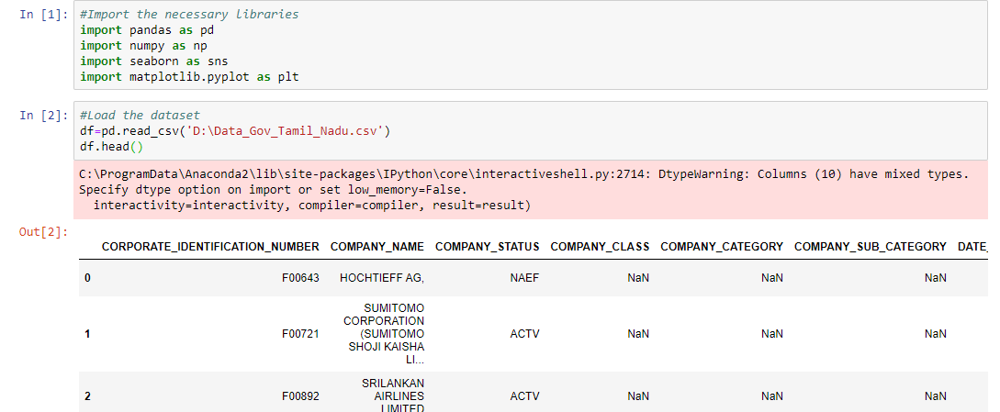 In [1]: #Import the necessary libraries
import pandas as pd
import numpy as np
import seaborn as sns
import matplotlib.pyplot as plt
In [2]: #Load the dataset
df=pd.read_csv('D:\Data_Gov_Tamil_Nadu.csv')
df.head()
C:\ProgramData\Anaconda2\lib\site-packages\IPython\core\interactiveshell.py:2714: DtypeWarning: Columns (10) have mixed types.
Specify dtype option on import or set low_memory=False.
interactivity=interactivity, compiler=compiler, result=result)
Out[2]:
CORPORATE_IDENTIFICATION_NUMBER COMPANY_NAME COMPANY_STATUS COMPANY_CLASS COMPANY_CATEGORY COMPANY_SUB_CATEGORY DATE_
0 F00643 HOCHTIEFF AG, NAEF NaN NaN NaN
SUMITOMO
CORPORATION
1 F00721 (SUMITOMO ACTV NaN NaN NaN
SHOJI KAISHA
LI...
SRILANKAN
2 F00892 AIRLINES ACTV NaN NaN NaN
LIMITED